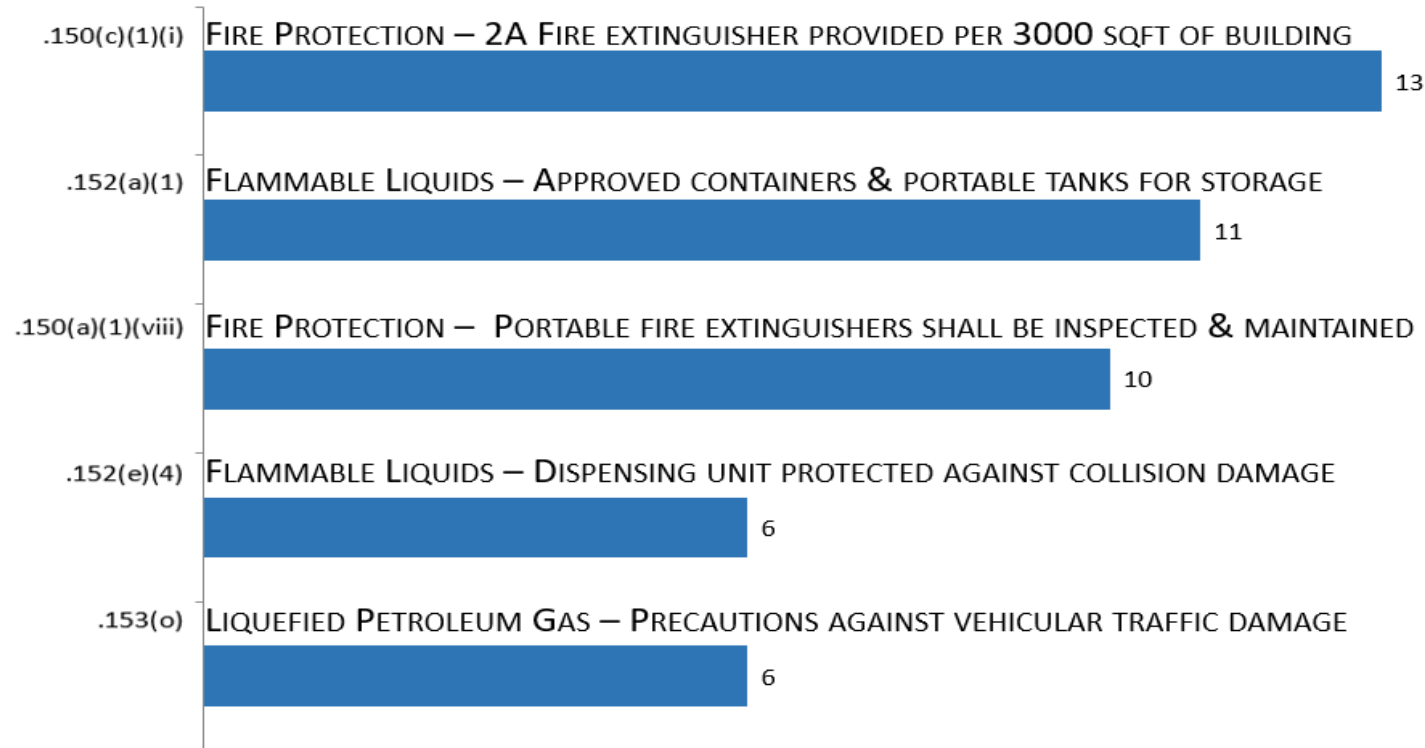 .150(c)(1)(i) Fire Protection – 2A Fire extinguisher provided per 3000 sqft of building
13
.152(a)(1) Flammable Liquids – Approved containers & portable tanks for storage
11
.150(a)(1)(viii) Fire Protection – Portable fire extinguishers shall be inspected & maintained
10
.152(e)(4) Flammable Liquids – Dispensing unit protected against collision damage
6
.153(o) Liquefied Petroleum Gas – Precautions against vehicular traffic damage
6